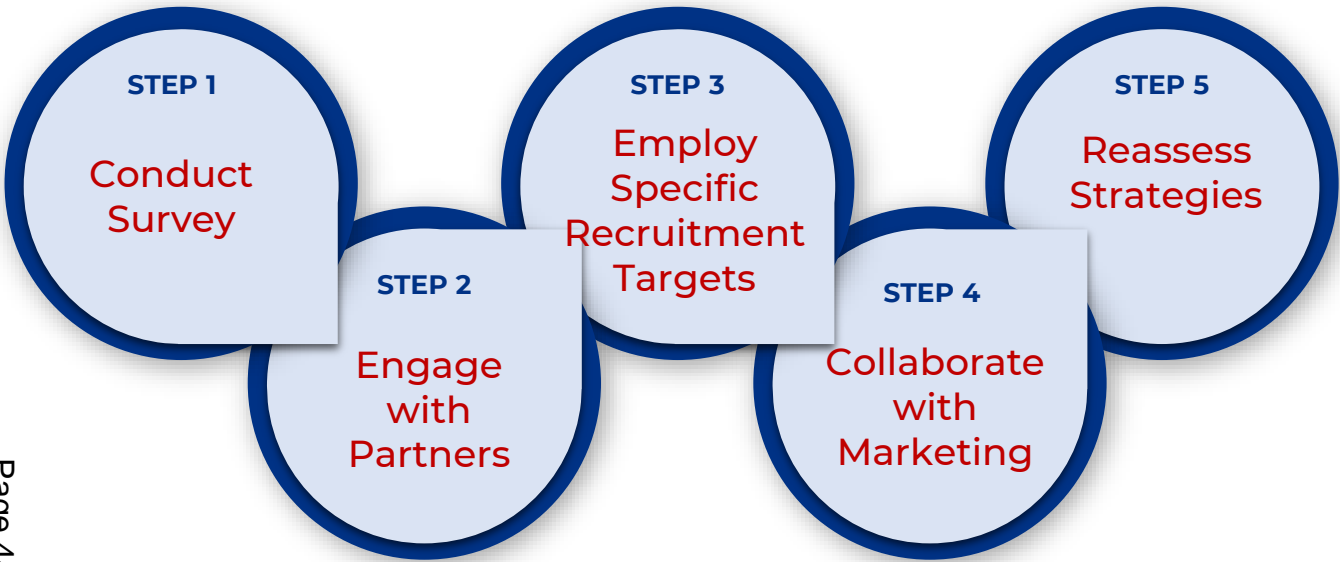 STEP 1
Conduct
Survey
STEP 2
Engage
with
Partners
STEP 3
Employ
Specific
Recruitment
Targets
STEP 4
Collaborate
with
Marketing
STEP 5
Reassess
Strategies
Page